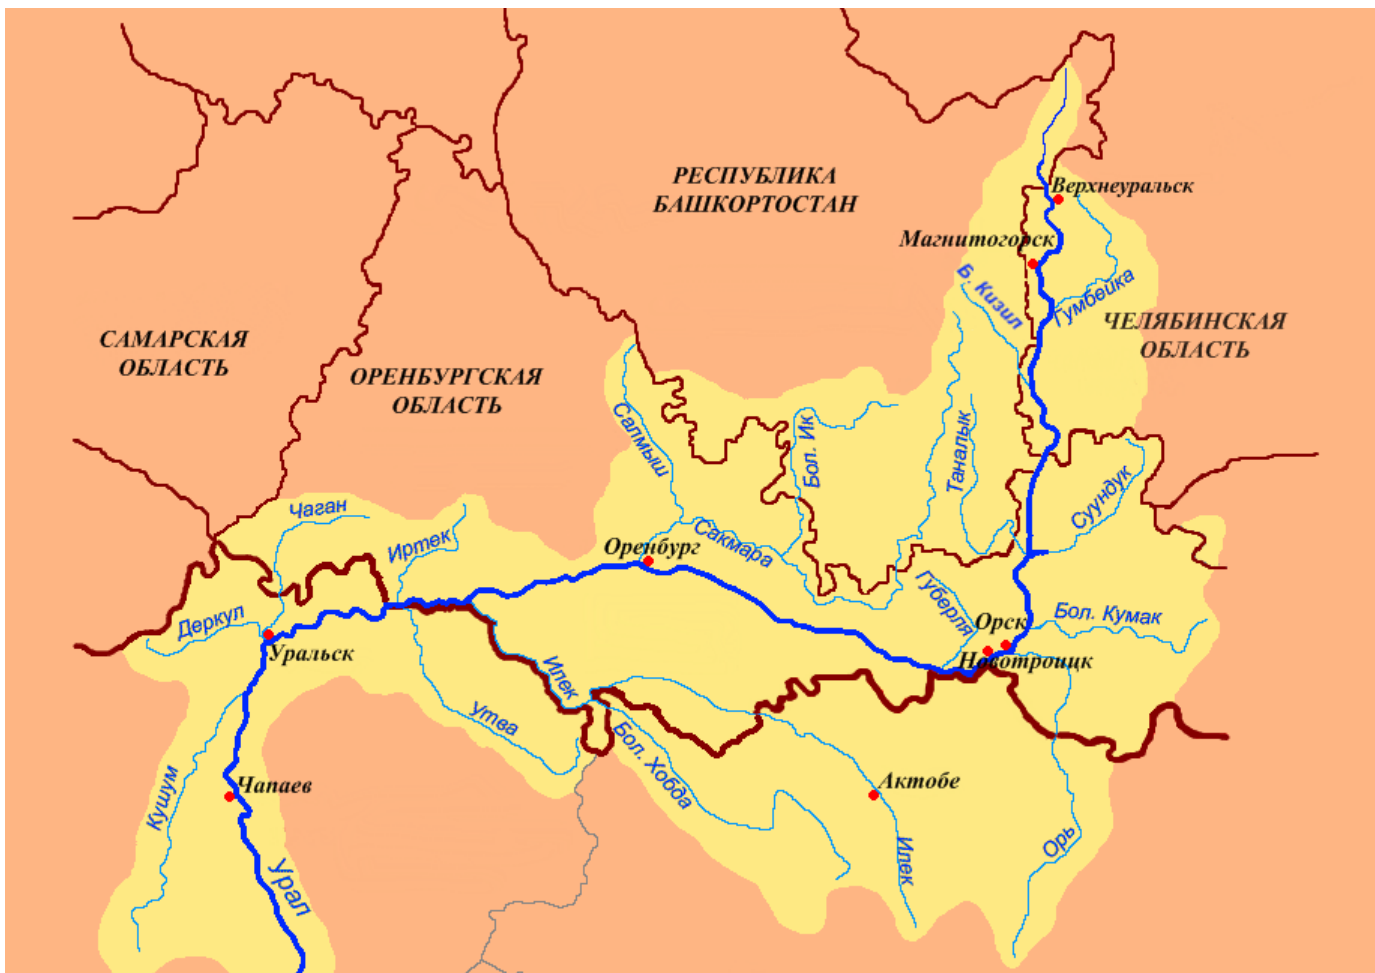 РЕСПУБЛИКА
БАШКОРТОСТАН
Верхнеуральск
Магнитогорск
Б. Кизил
Гумбейка
ЧЕЛЯБИНСКАЯ
ОБЛАСТЬ
САМАРСКАЯ
ОБЛАСТЬ
ОРЕНБУРГСКАЯ
ОБЛАСТЬ
Салмыш
Бол. Ик
Таналык
Суундук
Чаган
Иртек
Оренбург
Сакмара
Губерля
Орск
Бол. Кумак
Деркул
Уральск
Новотроицк
Илек
Утва
Бол. Хобда
Кушум
Чапаев
Актобе
Илек
Орь
Урал